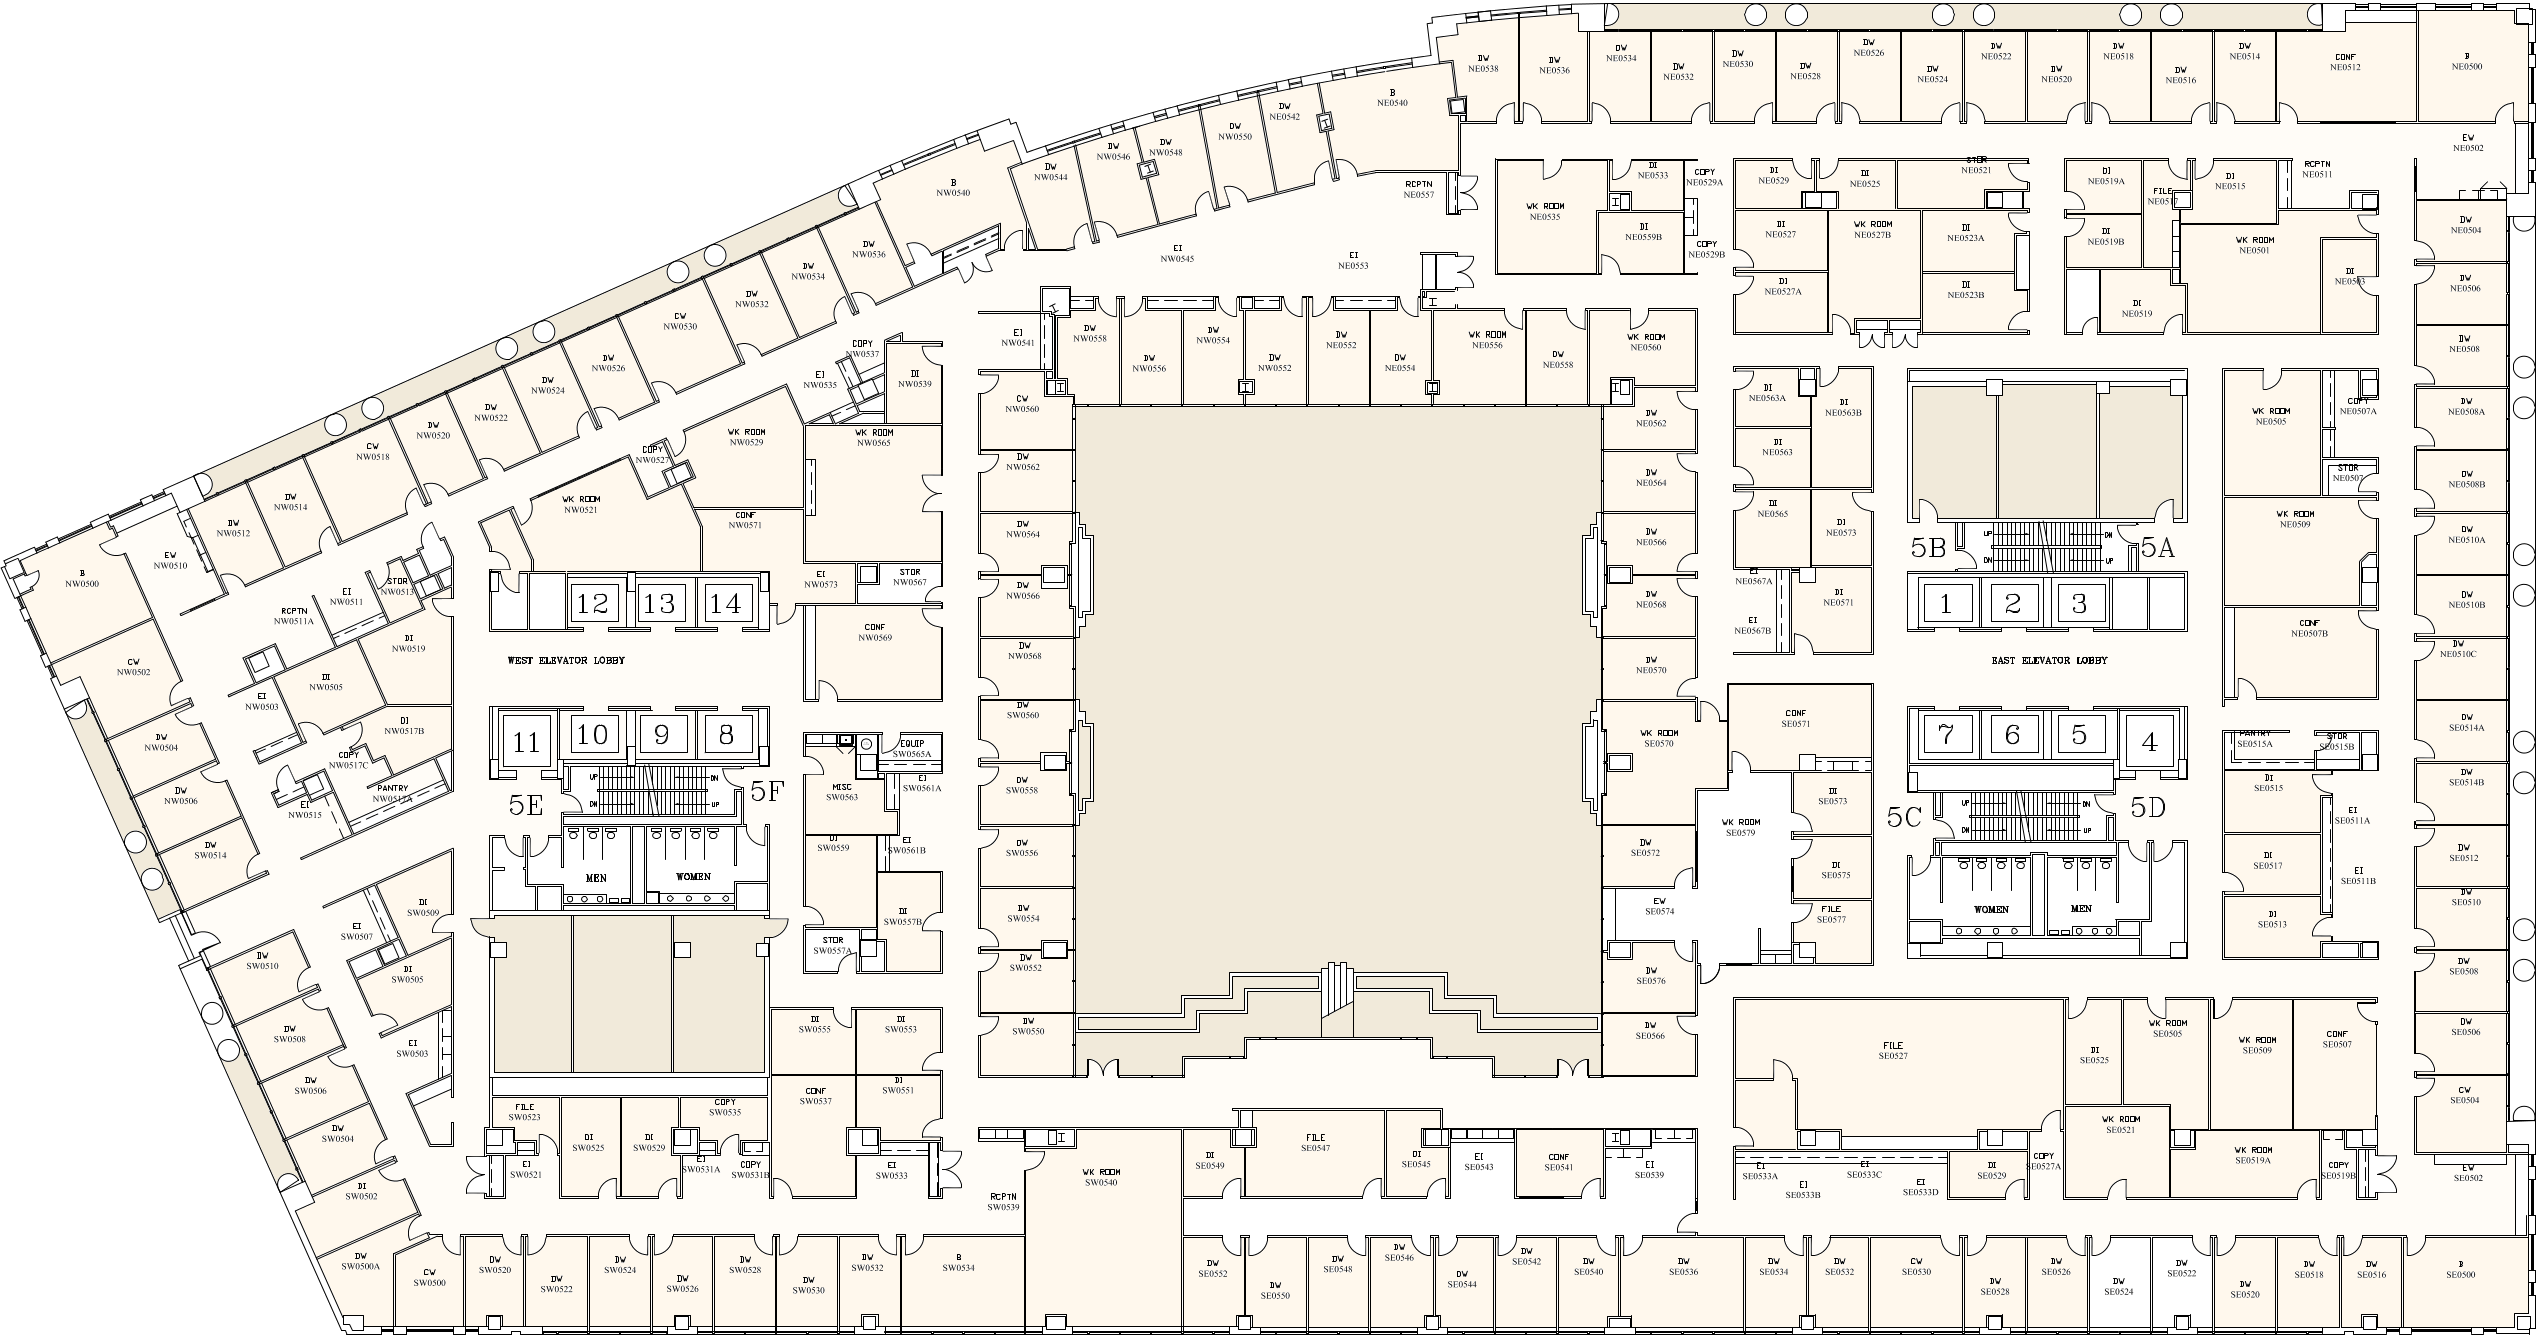 DW
NE0538
DW
NE0536
DW
NE0534
DW
NE0532
DW
NE0530
DW
NE0528
DW
NE0526
DW
NE0524
DW
NE0522
DW
NE0520
DW
NE0518
DW
NE0516
DW
NE0514
CONF
NE0512
B
NE0500
B
NE0540
DW
NE0542
DW
NW0550
DW
NW0548
DW
NW0546
DW
NW0544
B
NW0540
DW
NW0536
DW
NW0534
DW
NW0532
CW
NW0530
DW
NW0526
DW
NW0524
DW
NW0522
DW
NW0520
CW
NW0518
DW
NW0514
DW
NW0512
EW
NW0510
B
NW0500
CW
NW0502
DW
NW0504
DW
NW0506
DW
SW0514
RCPTN
NE0557
EI
NW0545
EI
NE0553
WK ROOM
NE0535
DI
NE0533
DI
NE0559B
COPY
NE0529A
COPY
NE0529B
DI
NE0529
DI
NE0525
STOR
NE0521
DI
NE0527
WK ROOM
NE0527B
DI
NE0523A
DI
NE0527A
DI
NE0523B
DI
NE0519A
FILE
NE0517
DI
NE0515
RCPTN
NE0511
EW
NE0502
DI
NE0519B
WK ROOM
NE0501
DI
NE0503
DI
NE0519
DW
NE0504
DW
NE0506
DW
NE0508
DW
NE0508A
DW
NE0508B
DW
NE0510A
DW
NE0510B
DW
NE0510C
DW
SE0514A
DW
SE0514B
DW
SE0512
DW
SE0510
DW
SE0508
DW
SE0506
CW
SE0504
EW
SE0502
EI
NW0541
DW
NW0558
DW
NW0556
DW
NW0554
DW
NW0552
DW
NE0552
DW
NE0554
WK ROOM
NE0556
DW
NE0558
WK ROOM
NE0560
COPY
NW0537
EI
NW0535
DI
NW0539
WK ROOM
NW0529
WK ROOM
NW0565
COPY
NW0527
WK ROOM
NW0521
CONF
NW0571
EI
NW0573
STOR
NW0567
CONF
NW0569
CW
NW0560
DW
NW0562
DW
NW0564
DW
NW0566
DW
NW0568
DW
SW0560
DW
SW0558
DW
SW0556
DW
SW0554
DW
SW0552
DW
SW0550
DW
NE0562
DW
NE0564
DW
NE0566
DW
NE0568
DW
NE0570
WK ROOM
SE0570
DW
SE0572
EW
SE0574
DW
SE0576
DW
SE0566
DI
NE0563A
DI
NE0563B
DI
NE0563
DI
NE0565
DI
NE0573
EI
NE0567A
DI
NE0571
EI
NE0567B
CONF
SE0571
WK ROOM
SE0579
DI
SE0573
DI
SE0575
FILE
SE0577
5B
5A
UP
DN
DN
UP
1
2
3
EAST ELEVATOR LOBBY
7
6
5
4
5C
5D
UP
DN
DN
UP
WOMEN
MEN
WK ROOM
NE0505
COPY
NE0507A
STOR
NE0507
WK ROOM
NE0509
CONF
NE0507B
PANTRY
SE0515A
STOR
SE0515B
DI
SE0515
EI
SE0511A
DI
SE0517
EI
SE0511B
DI
SE0513
EI
NW0511
STOR
NW0513
RCPTN
NW0511A
DI
NW0519
DI
NW0505
EI
NW0503
DI
NW0517B
COPY
NW0517C
PANTRY
NW0517A
EI
NW0515
12
13
14
WEST ELEVATOR LOBBY
11
10
9
8
5E
5F
UP
DN
DN
UP
MEN
WOMEN
MISC
SW0563
EQUIP
SW0565A
EI
SW0561A
DI
SW0559
EI
SW0561B
DI
SW0557B
STOR
SW0557A
DI
SW0509
EI
SW0507
DI
SW0505
EI
SW0503
DW
SW0510
DW
SW0508
DW
SW0506
DW
SW0504
DI
SW0502
DW
SW0500A
CW
SW0500
DI
SW0555
DI
SW0553
CONF
SW0537
DI
SW0551
FILE
SW0523
DI
SW0525
DI
SW0529
COPY
SW0535
EI
SW0521
EI
SW0531A
COPY
SW0531B
EI
SW0533
RCPTN
SW0539
WK ROOM
SW0540
DI
SW0549
FILE
SE0547
DI
SE0545
EI
SE0543
CONF
SE0541
EI
SE0539
FILE
SE0527
DI
SE0525
WK ROOM
SE0505
WK ROOM
SE0509
CONF
SE0507
WK ROOM
SE0521
WK ROOM
SE0519A
COPY
SE0527A
COPY
SE0519B
EI
SE0533A
EI
SE0533B
EI
SE0533C
EI
SE0533D
DI
SE0529
DW
SW0520
DW
SW0522
DW
SW0524
DW
SW0526
DW
SW0528
DW
SW0530
DW
SW0532
B
SW0534
DW
SE0552
DW
SE0550
DW
SE0548
DW
SE0546
DW
SE0544
DW
SE0542
DW
SE0540
DW
SE0536
DW
SE0534
DW
SE0532
CW
SE0530
DW
SE0528
DW
SE0526
DW
SE0524
DW
SE0522
DW
SE0520
DW
SE0518
DW
SE0516
B
SE0500